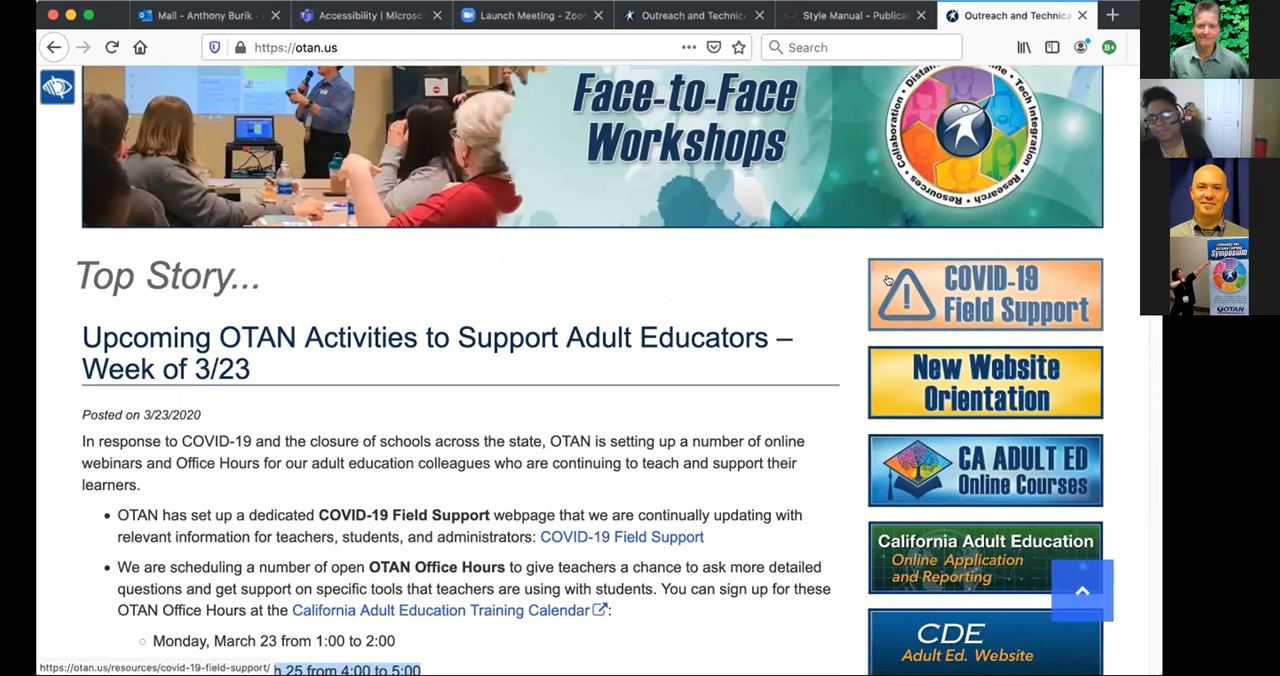 Mail - Anthony Burik -
Accessibility | Micros
Launch Meeting - Zoo
Outreach and Technic
Style Manual - Publicat
Outreach and Technica
https://otan.us
Search
Face-to-Face
Workshops
Collaboration
Tech Integration
Research
Resources
Top Story...
Upcoming OTAN Activities to Support Adult Educators –
Week of 3/23
Posted on 3/23/2020
In response to COVID-19 and the closure of schools across the state, OTAN is setting up a number of online
webinars and Office Hours for our adult education colleagues who are continuing to teach and support their
learners.
OTAN has set up a dedicated COVID-19 Field Support webpage that we are continually updating with
relevant information for teachers, students, and administrators: COVID-19 Field Support
We are scheduling a number of open OTAN Office Hours to give teachers a chance to ask more detailed
questions and get support on specific tools that teachers are using with students. You can sign up for these
OTAN Office Hours at the California Adult Education Training Calendar:
Monday, March 23 from 1:00 to 2:00
h 25 from 4:00 to 5:00
https://otan.us/resources/covid-19-field-support/
COVID-19
Field Support
New Website
Orientation
CA ADULT ED
Online Courses
California Adult Education
Online Application
and Reporting
CDE
Adult Ed. Website
Symposium
OTAN